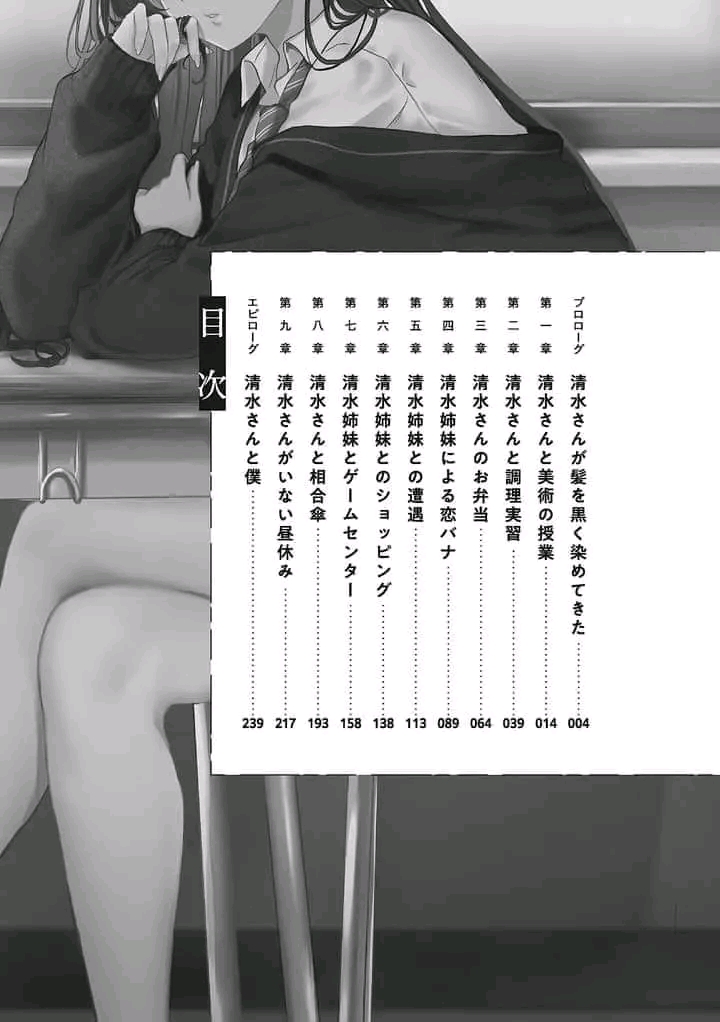 プロローグ 清水さんが髪を黒く染めてきた………004
第一章 清水さんと美術の授業………014
第二章 清水さんと調理実習………039
第三章 清水さんのお弁当………064
第四章 清水姉妹による恋バナ………089
第五章 清水姉妹との遭遇………113
第六章 清水姉妹とのショッピング………138
第七章 清水姉妹とゲームセンター………158
第八章 清水さんと相合傘………193
第九章 清水さんがいない昼休み………217
エピローグ 清水さんと僕………239
目次